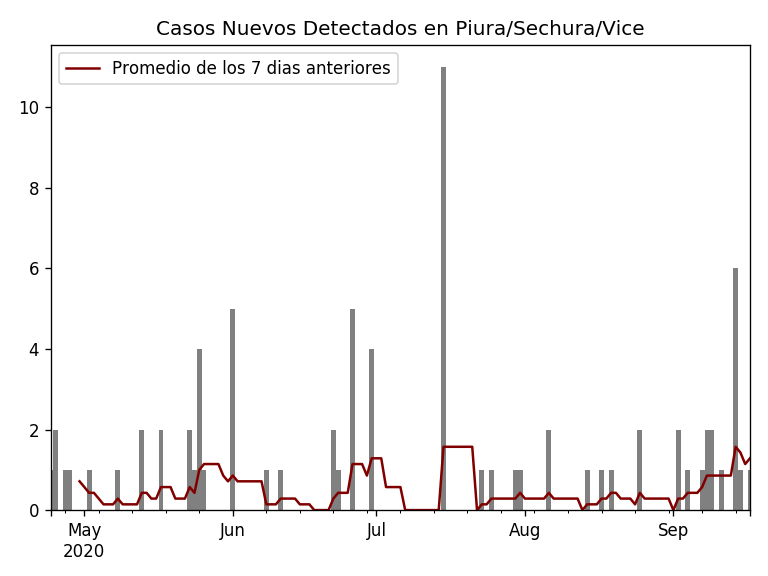 Casos Nuevos Detectados en Piura/Sechura/Vice
Promedio de los 7 dias anteriores
10
8
6
4
2
0
May Jun Jul Aug Sep
2020